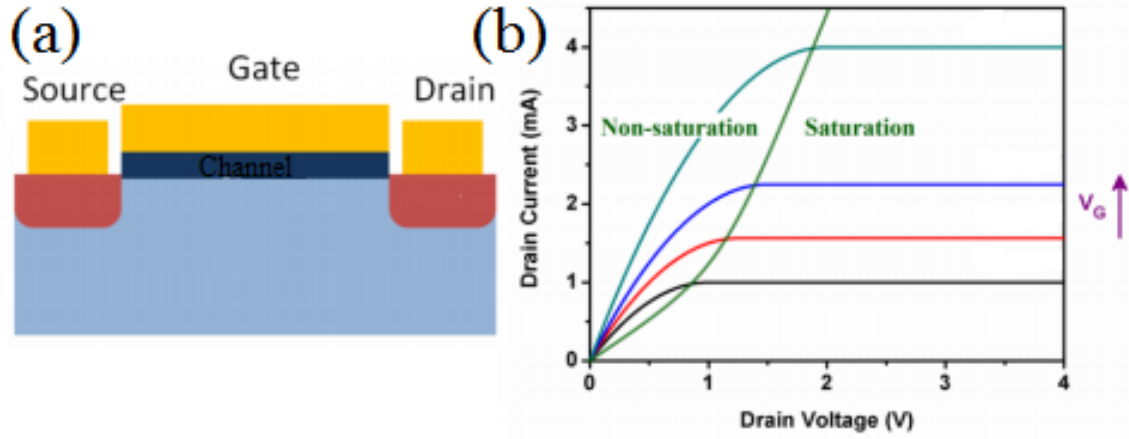 (a)
Source
Gate
Drain
Channel
(b)
Drain Current (mA)
4
3
2
1
0
Non-saturation
Saturation
V_G
0 1 2 3 4
Drain Voltage (V)